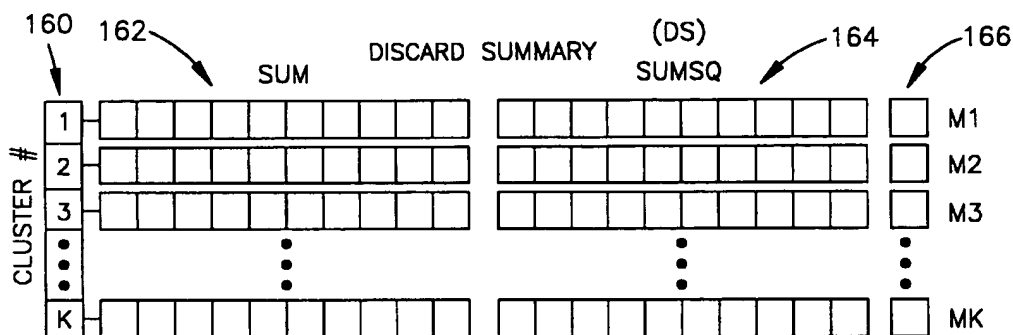 160
162
DISCARD SUMMARY (DS)
164
166
SUM
SUMSQ
CLUSTER #
1
M1
2
M2
3
M3
K
MK